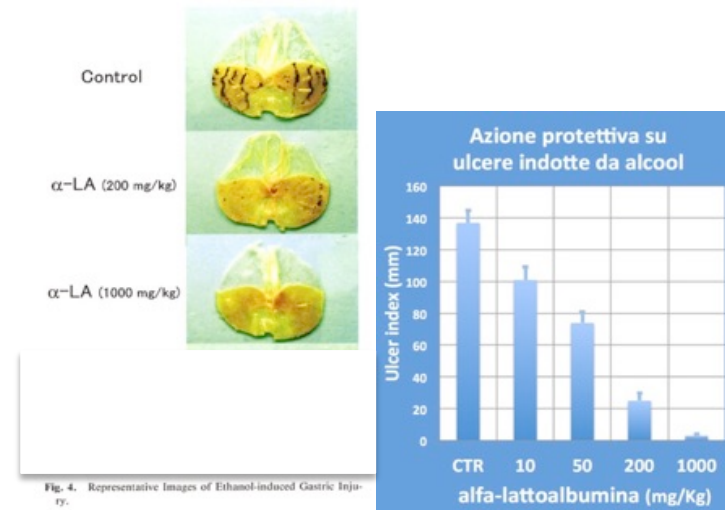 Control
α-LA (200 mg/kg)
α-LA (1000 mg/kg)
Fig. 4. Representative Images of Ethanol-induced Gastric Inju-
ry.
Azione protettiva su
ulcere indotte da alcool
Ulcer index (mm)
160
140
120
100
80
60
40
20
0
CTR 10 50 200 1000
alfa-lattoalbumina (mg/Kg)